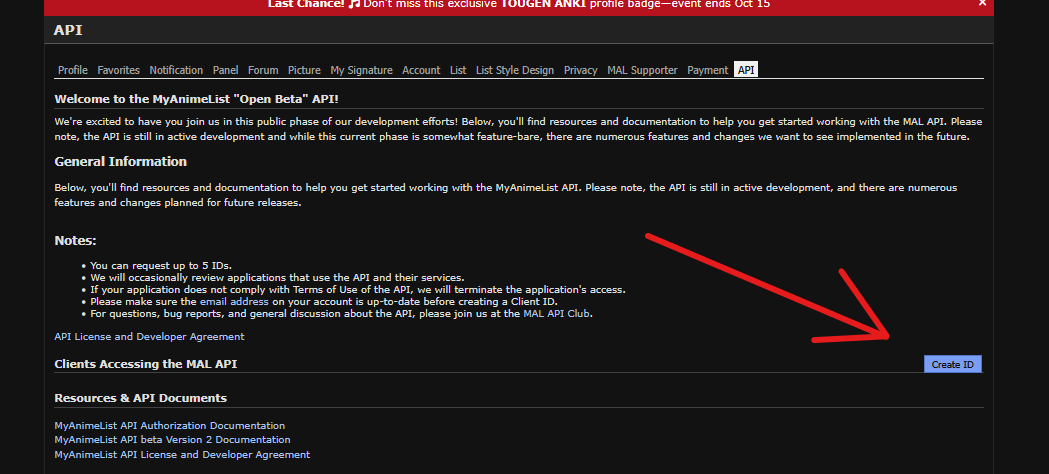 Last Chance! 🎵 Don't miss this exclusive TOUGEN ANKI profile badge—event ends Oct 15 ×
API
Profile Favorites Notification Panel Forum Picture My Signature Account List List Style Design Privacy MAL Supporter Payment API
Welcome to the MyAnimeList "Open Beta" API!
We're excited to have you join us in this public phase of our development efforts! Below, you'll find resources and documentation to help you get started working with the MAL API. Please
note, the API is still in active development and while this current phase is somewhat feature-bare, there are numerous features and changes we want to see implemented in the future.
General Information
Below, you'll find resources and documentation to help you get started working with the MyAnimeList API. Please note, the API is still in active development, and there are numerous
features and changes planned for future releases.
Notes:
• You can request up to 5 IDs.
• We will occasionally review applications that use the API and their services.
• If your application does not comply with Terms of Use of the API, we will terminate the application's access.
• Please make sure the email address on your account is up-to-date before creating a Client ID.
• For questions, bug reports, and general discussion about the API, please join us at the MAL API Club.
API License and Developer Agreement
Clients Accessing the MAL API Create ID
Resources & API Documents
MyAnimeList API Authorization Documentation
MyAnimeList API beta Version 2 Documentation
MyAnimeList API License and Developer Agreement